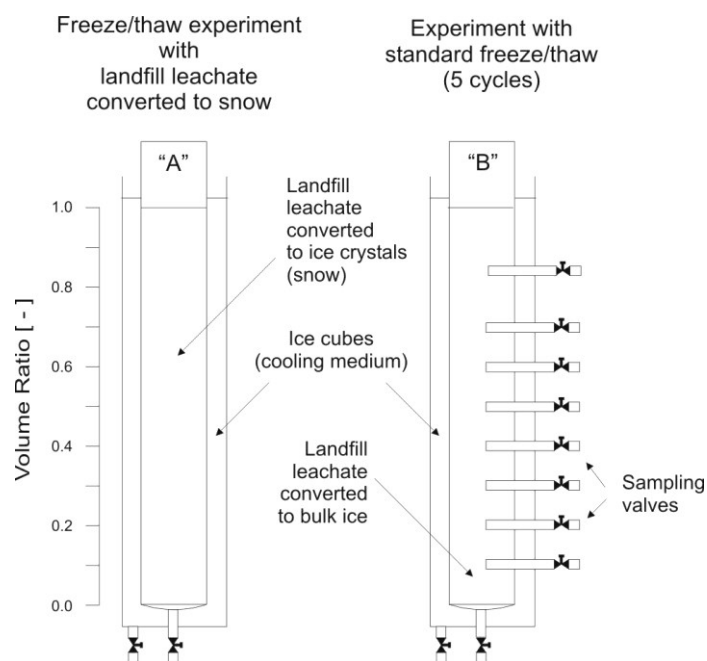 Freeze/thaw experiment
with
landfill leachate
converted to snow
Experiment with
standard freeze/thaw
(5 cycles)
“A”
“B”
Landfill
leachate
converted
to ice crystals
(snow)
Ice cubes
(cooling medium)
Landfill
leachate
converted
to bulk ice
Sampling
valves
Volume Ratio [ - ]
1.0
0.8
0.6
0.4
0.2
0.0